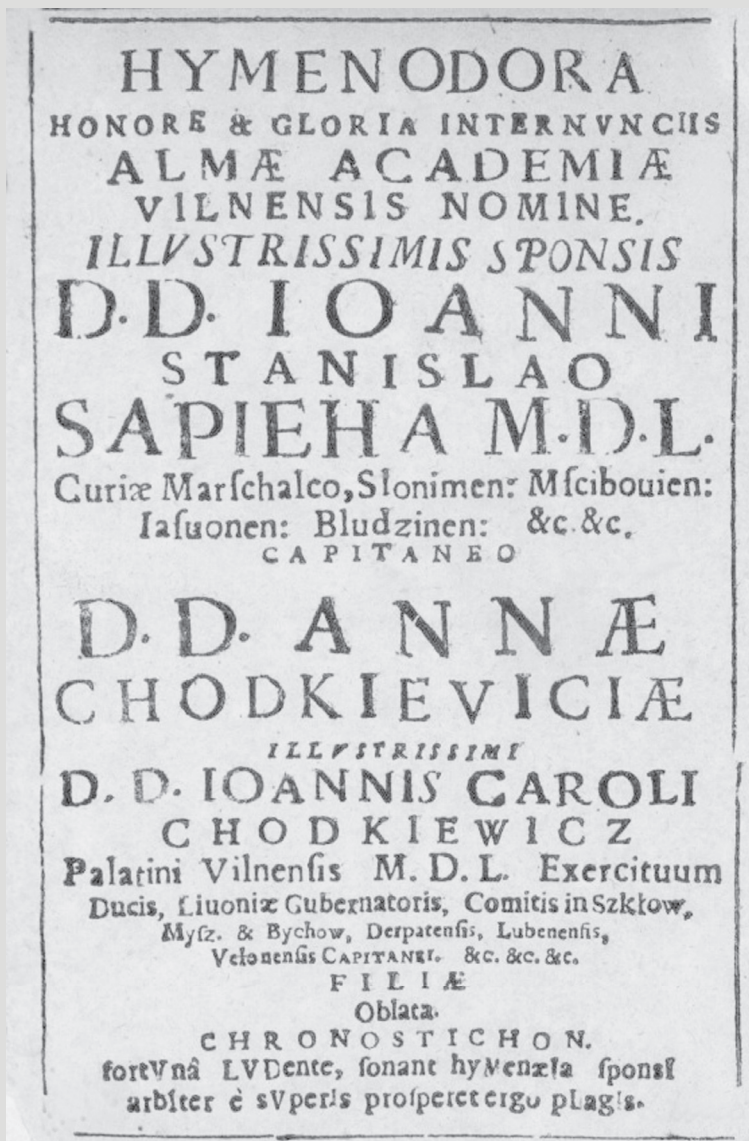 HYMENODORA
HONORE & GLORIA INTERNVNCIIS
ALMÆ ACADEMIÆ
VILNENSIS NOMINE.
ILLVSTRISSIMIS SPONSIS
D.D. IOANNI
STANISLAO
SAPIEHA M.D.L.
Curiæ Marſchalco, Slonimen: Mſcibouien:
Iaſuonen: Bludzinen: &c. &c.
CAPITANEO
D.D. ANNÆ
CHODKIEVICIÆ
ILLVSTRISSIMI
D. D. IOANNIS CAROLI
CHODKIEWICZ
Palatini Vilnenſis M. D. L. Exercituum
Ducis, Liuoniæ Gubernatoris, Comitis in Szkłow,
Myſz. & Bychow, Derpatenſis, Lubenenſis,
Velonenſis CAPITANEI. &c. &c. &c.
FILIÆ
Oblata.
CHRONOSTICHON.
fortVnâ LVDente, ſonant hyMenæIa ſponſI
arbIter è sVperIs proſperet ergo pLagIs.